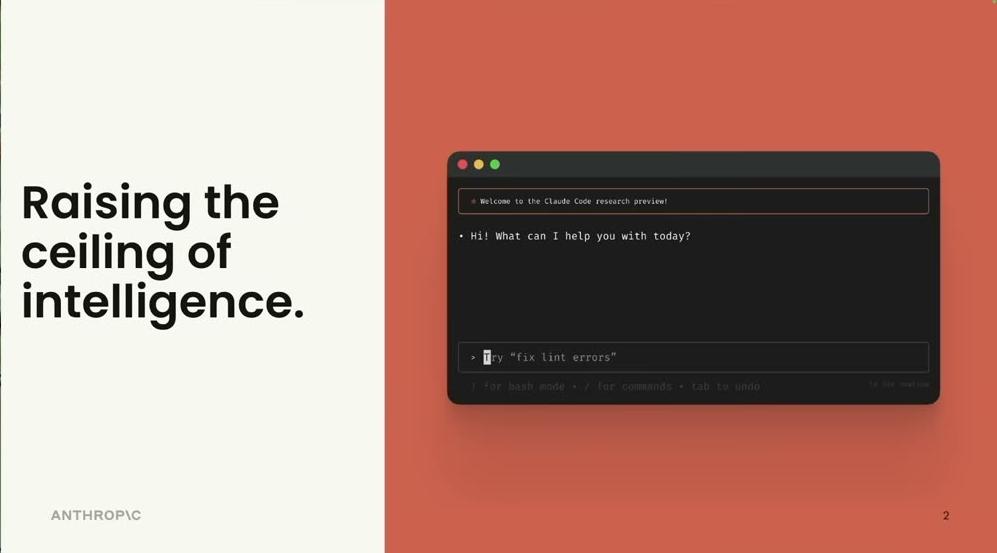 Raising the
ceiling of
intelligence.
✻ Welcome to the Claude Code research preview!
• Hi! What can I help you with today?
> Try “fix lint errors”
! for bash mode • / for commands • tab to undo
ANTHROP\C
2